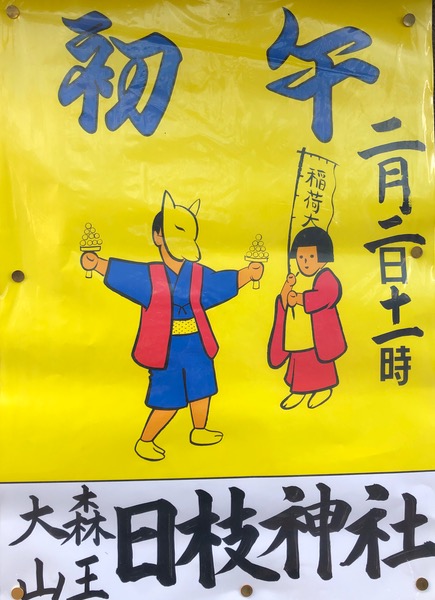 初午
二月二日十一時
稲荷大
大森
山王
日枝神社